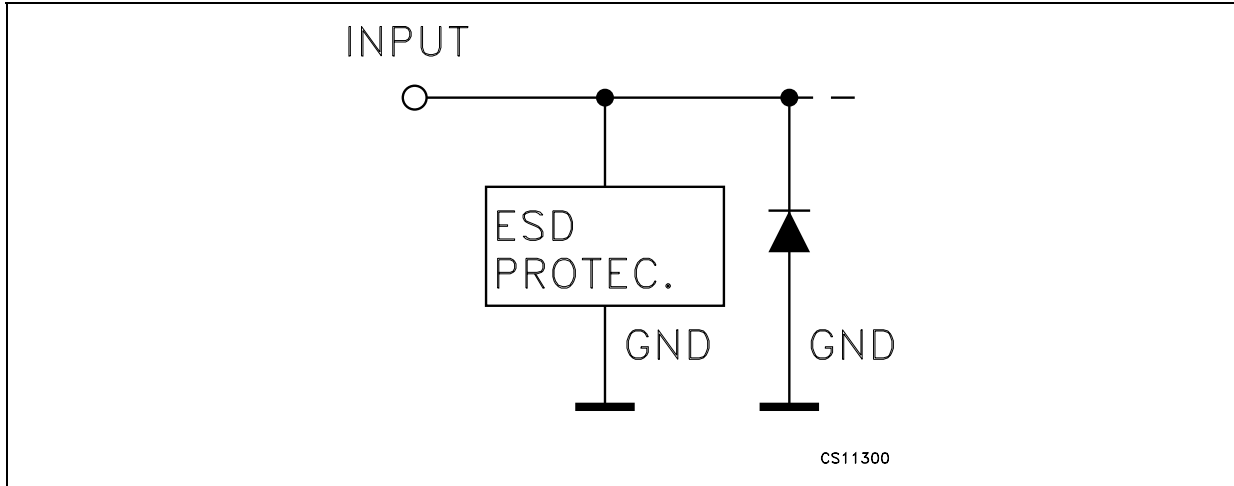 INPUT
ESD
PROTEC.
GND
GND
CS11300